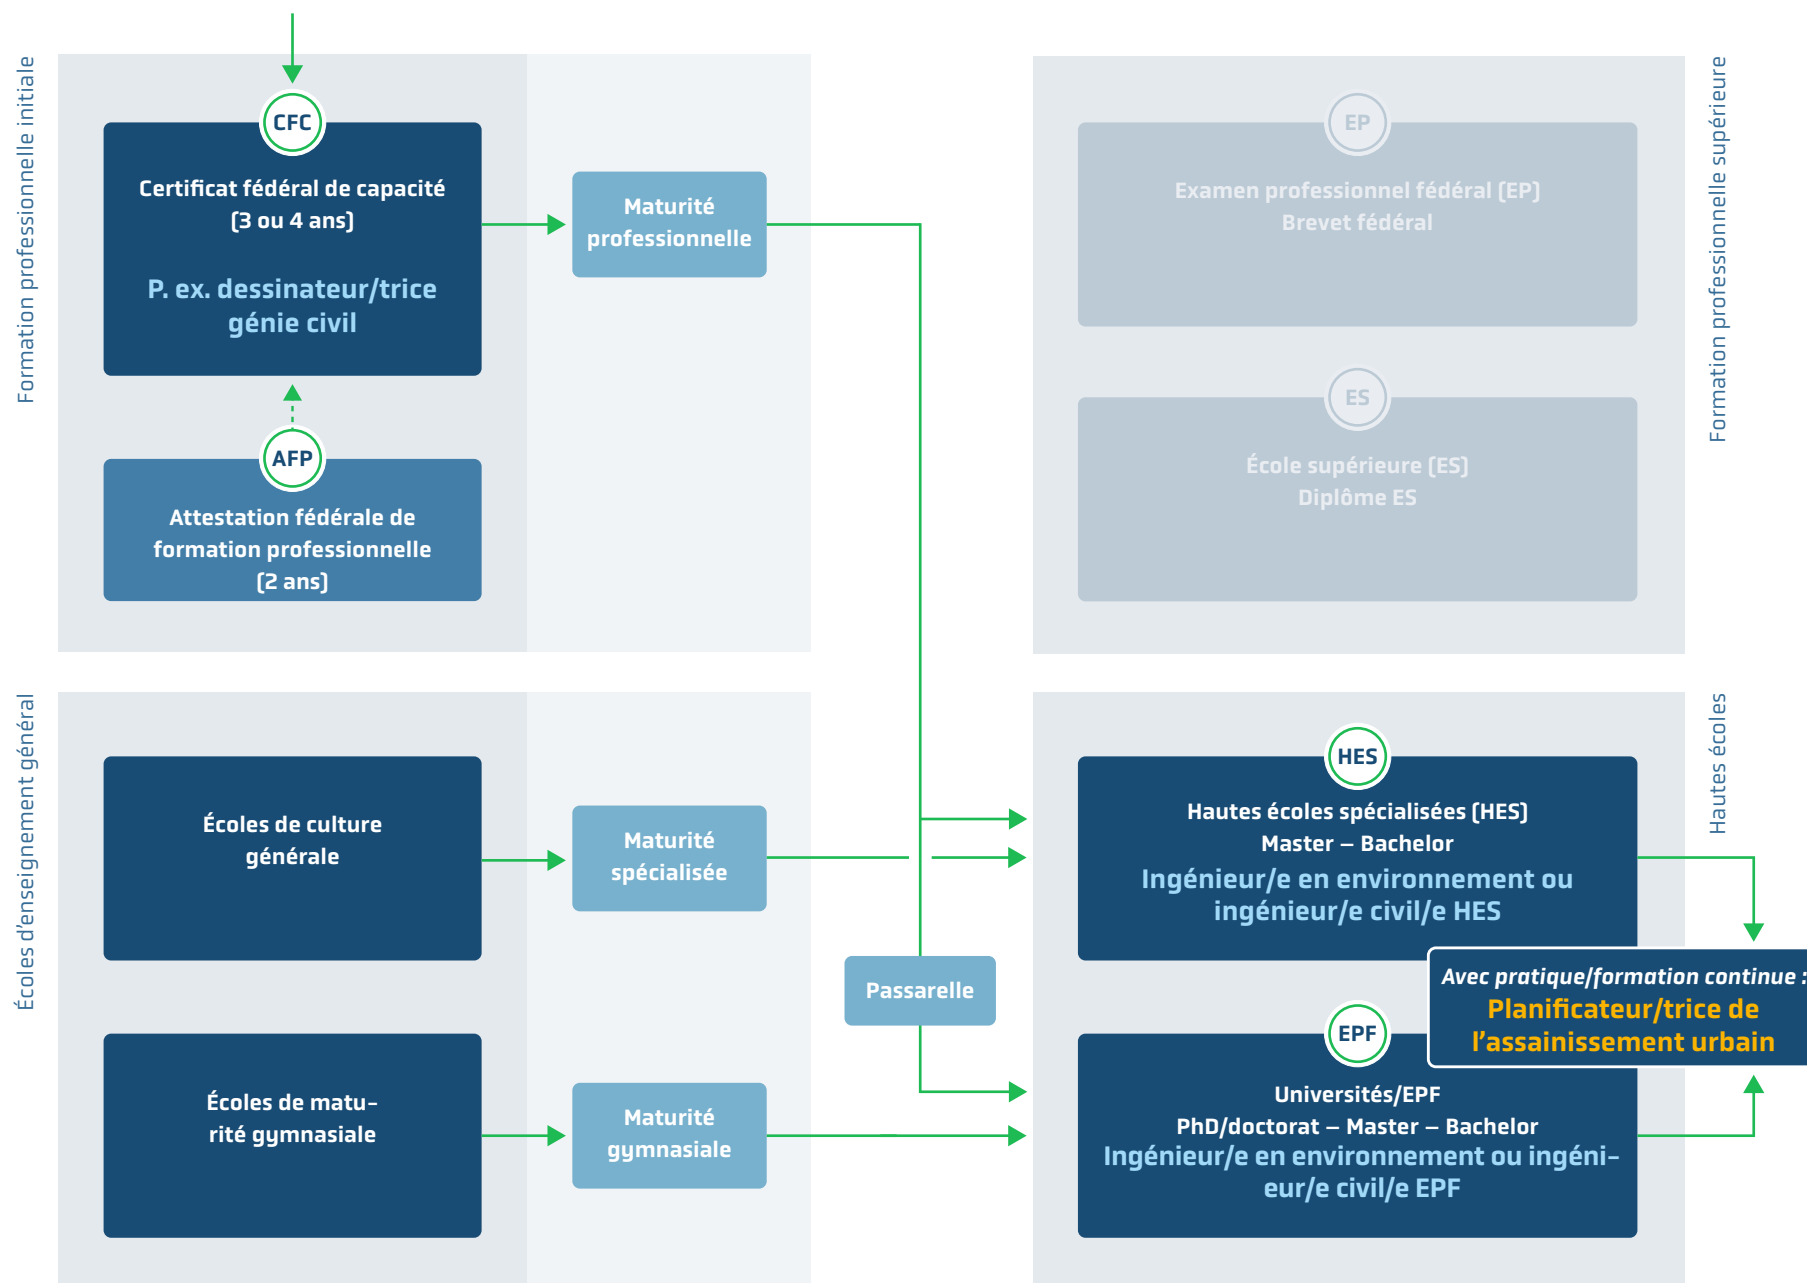 Formation professionnelle initiale
CFC
Certificat fédéral de capacité
(3 ou 4 ans)
P. ex. dessinateur/trice
génie civil
AFP
Attestation fédérale de
formation professionnelle
(2 ans)
Maturité
professionnelle
Formation professionnelle supérieure
EP
Examen professionnel fédéral (EP)
Brevet fédéral
ES
École supérieure (ES)
Diplôme ES
Écoles d'enseignement général
Écoles de culture
générale
Maturité
spécialisée
Écoles de matu-
rité gymnasiale
Maturité
gymnasiale
Passarelle
Hautes écoles
HES
Hautes écoles spécialisées (HES)
Master – Bachelor
Ingénieur/e en environnement ou
ingénieur/e civil/e HES
Avec pratique/formation continue :
Planificateur/trice de
l’assainissement urbain
EPF
Universités/EPF
PhD/doctorat – Master – Bachelor
Ingénieur/e en environnement ou ingéni-
eur/e civil/e EPF